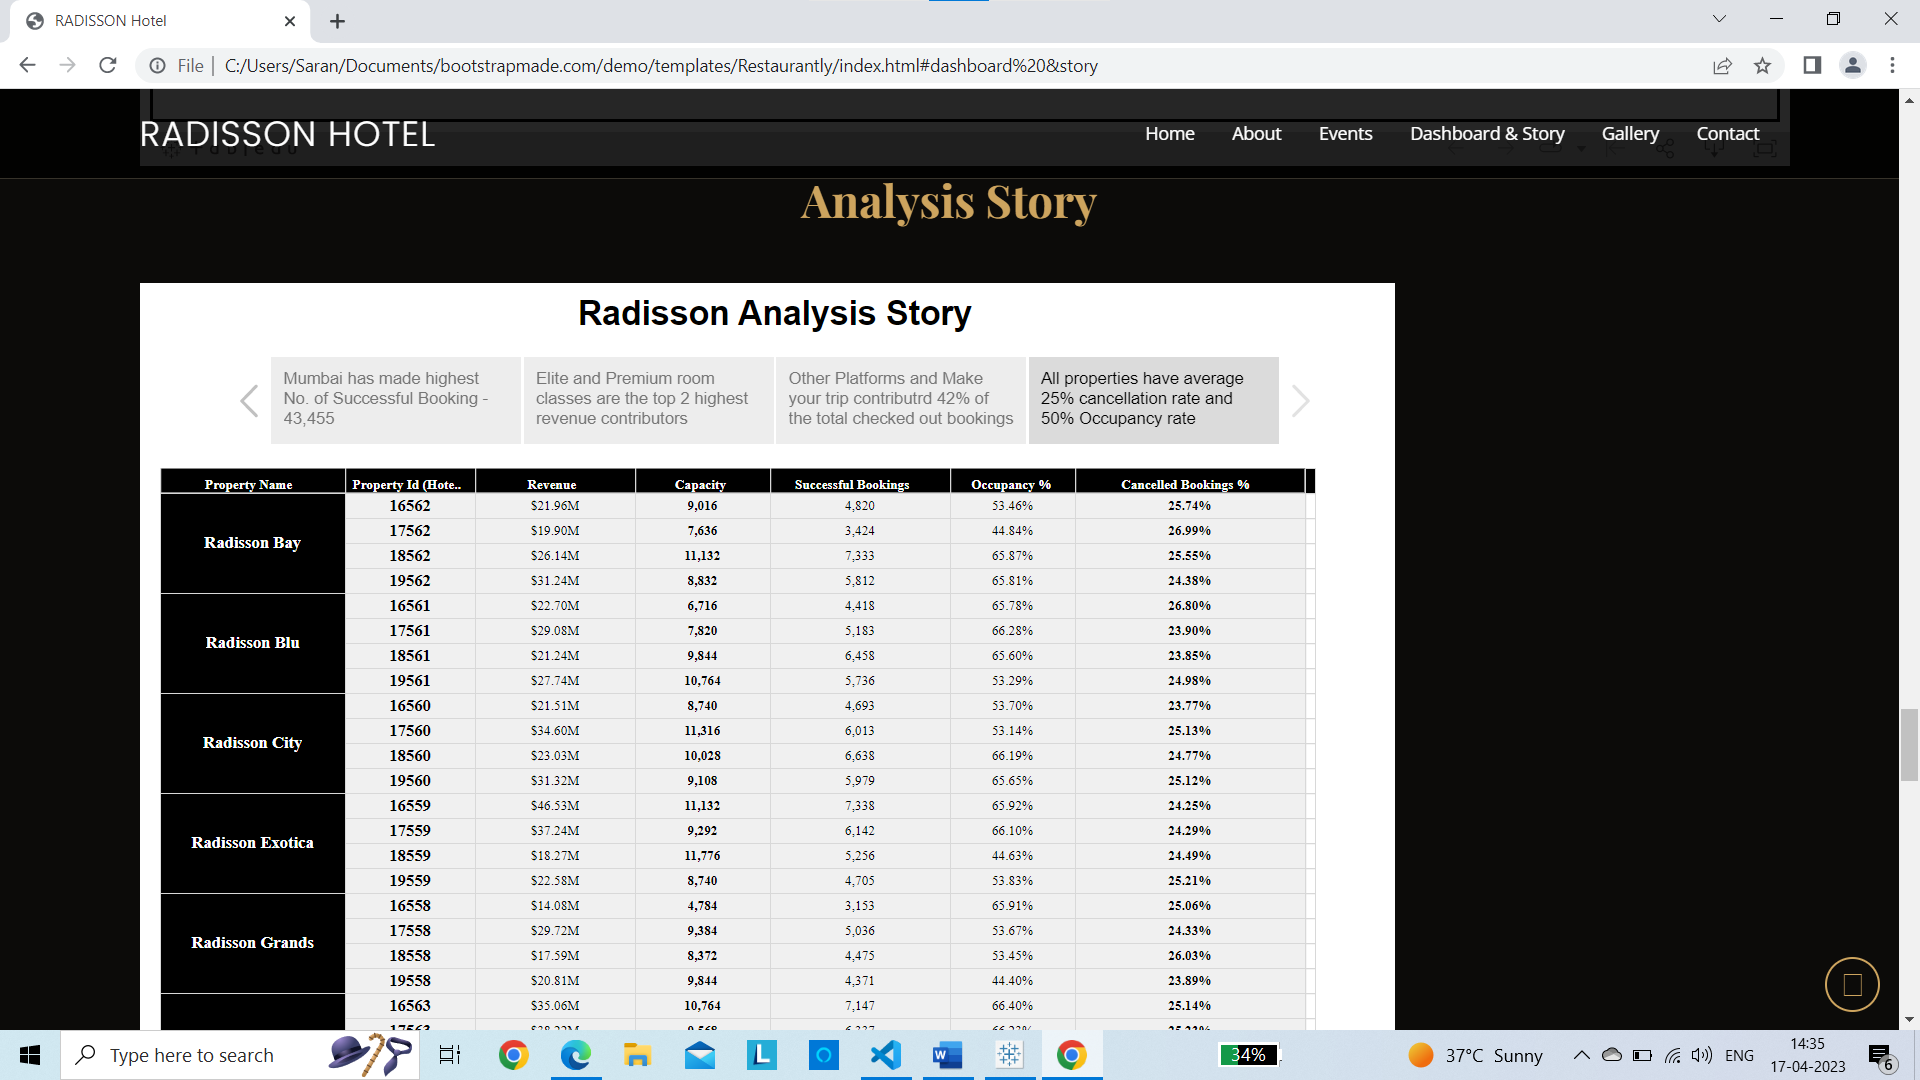 RADISSON Hotel
File
C:/Users/Saran/Documents/bootstrapmade.com/demo/templates/Restaurantly/index.html#dashboard%20&story
RADISSON HOTEL
Home About Events Dashboard & Story Gallery Contact
Analysis Story
Radisson Analysis Story
Mumbai has made highest
No. of Successful Booking -
43,455
Elite and Premium room
classes are the top 2 highest
revenue contributors
Other Platforms and Make
your trip contributrd 42% of
the total checked out bookings
All properties have average
25% cancellation rate and
50% Occupancy rate
Property Name Property Id (Hote.. Revenue Capacity Successful Bookings Occupancy % Cancelled Bookings %
Radisson Bay
16562 $21.96M 9,016 4,820 53.46% 25.74%
17562 $19.90M 7,636 3,424 44.84% 26.99%
18562 $26.14M 11,132 7,333 65.87% 25.55%
19562 $31.24M 8,832 5,812 65.81% 24.38%
Radisson Blu
16561 $22.70M 6,716 4,418 65.78% 26.80%
17561 $29.08M 7,820 5,183 66.28% 23.90%
18561 $21.24M 9,844 6,458 65.60% 23.85%
19561 $27.74M 10,764 5,736 53.29% 24.98%
Radisson City
16560 $21.51M 8,740 4,693 53.70% 23.77%
17560 $34.60M 11,316 6,013 53.14% 25.13%
18560 $23.03M 10,028 6,638 66.19% 24.77%
19560 $31.32M 9,108 5,979 65.65% 25.12%
Radisson Exotica
16559 $46.53M 11,132 7,338 65.92% 24.25%
17559 $37.24M 9,292 6,142 66.10% 24.29%
18559 $18.27M 11,776 5,256 44.63% 24.49%
19559 $22.58M 8,740 4,705 53.83% 25.21%
Radisson Grands
16558 $14.08M 4,784 3,153 65.91% 25.06%
17558 $29.72M 9,384 5,036 53.67% 24.33%
18558 $17.59M 8,372 4,475 53.45% 26.03%
19558 $20.81M 9,844 4,371 44.40% 23.89%
16563 $35.06M 10,764 7,147 66.40% 25.14%
Type here to search
34%
37°C Sunny
ENG
14:35
17-04-2023
6